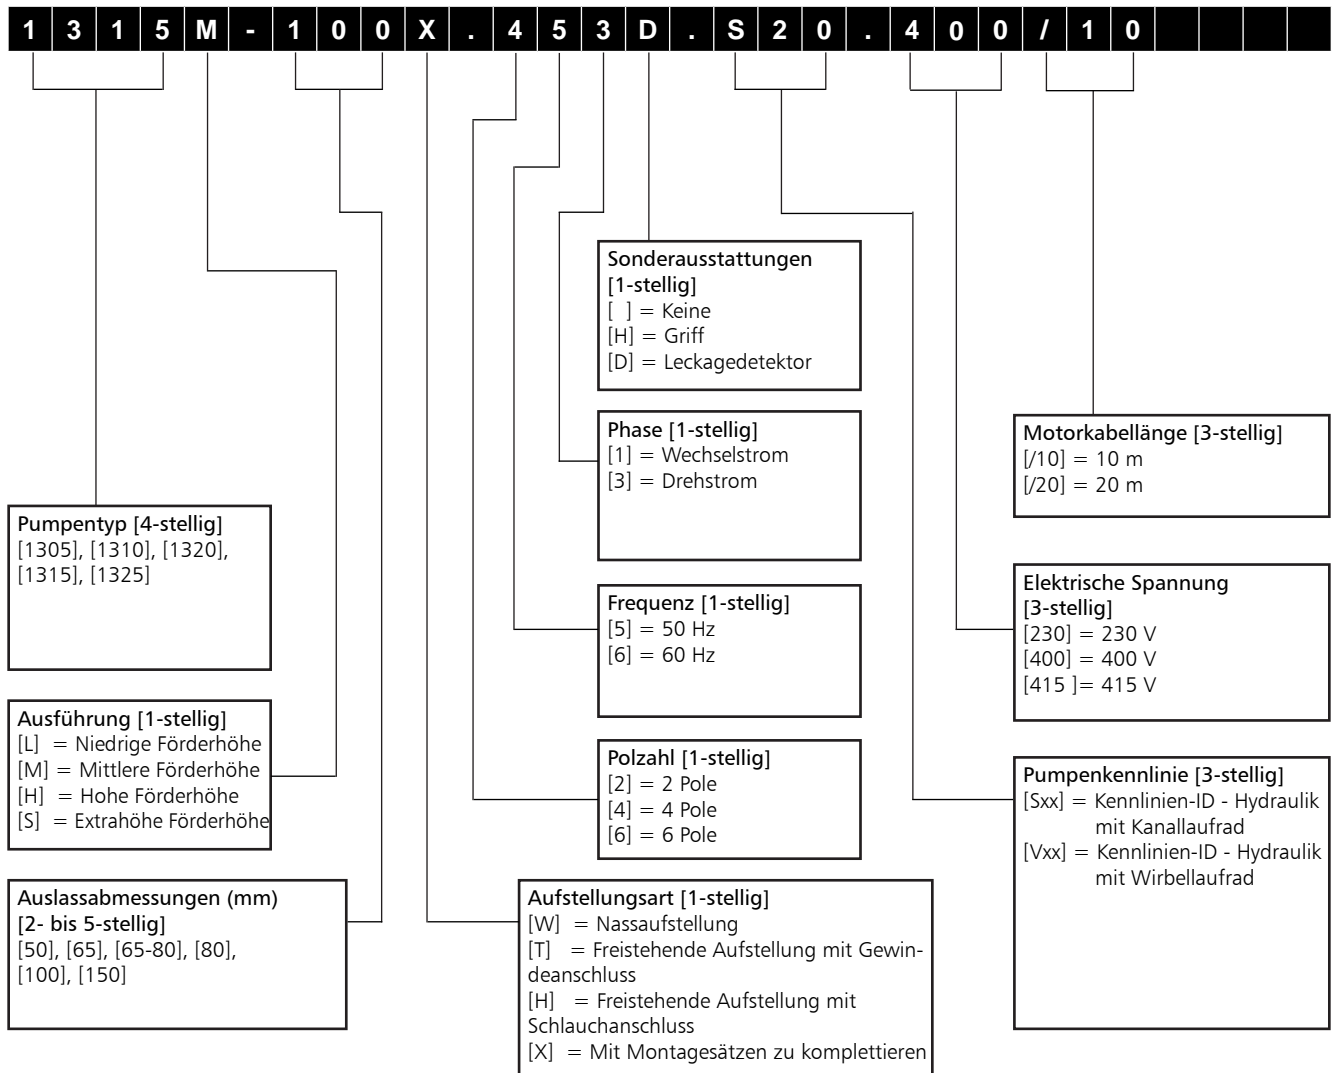 1315M-100X.453D.S20.400/10
Sonderausstattungen
[1-stellig]
[ ] = Keine
[H] = Griff
[D] = Leckagedetektor
Phase [1-stellig]
[1] = Wechselstrom
[3] = Drehstrom
Motorkabellänge [3-stellig]
[/10] = 10 m
[/20] = 20 m
Pumpentyp [4-stellig]
[1305], [1310], [1320],
[1315], [1325]
Frequenz [1-stellig]
[5] = 50 Hz
[6] = 60 Hz
Elektrische Spannung
[3-stellig]
[230] = 230 V
[400] = 400 V
[415 ]= 415 V
Ausführung [1-stellig]
[L] = Niedrige Förderhöhe
[M] = Mittlere Förderhöhe
[H] = Hohe Förderhöhe
[S] = Extrahöhe Förderhöhe
Polzahl [1-stellig]
[2] = 2 Pole
[4] = 4 Pole
[6] = 6 Pole
Pumpenkennlinie [3-stellig]
[Sxx] = Kennlinien-ID - Hydraulik
mit Kanallaufrad
[Vxx] = Kennlinien-ID - Hydraulik
mit Wirbellaufrad
Auslassabmessungen (mm)
[2- bis 5-stellig]
[50], [65], [65-80], [80],
[100], [150]
Aufstellungsart [1-stellig]
[W] = Nassaufstellung
[T] = Freistehende Aufstellung mit Gewin-
deanschluss
[H] = Freistehende Aufstellung mit
Schlauchanschluss
[X] = Mit Montagesätzen zu komplettieren